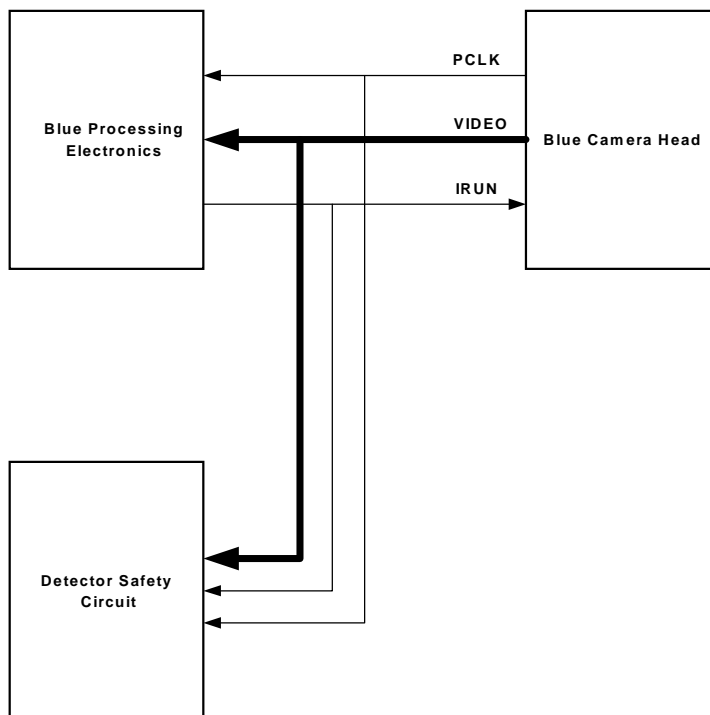 PCLK
Blue Processing
Electronics
VIDEO
Blue Camera Head
IRUN
Detector Safety
Circuit